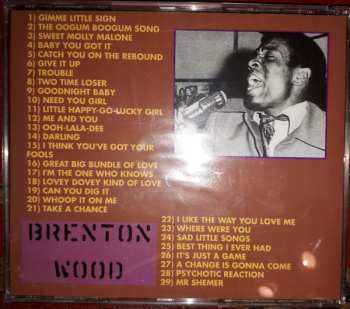 1) GIMME LITTLE SIGN
2) THE OOGUM BOOGUM SONG
3) SWEET MOLLY MALONE
4) BABY YOU GOT IT
5) CATCH YOU ON THE REBOUND
6) GIVE IT UP
7) TROUBLE
8) TWO TIME LOSER
9) GOODNIGHT BABY
10) NEED YOU GIRL
11) LITTLE HAPPY-GO-LUCKY GIRL
12) ME AND YOU
13) OOH-LALA-DEE
14) DARLING
15) I THINK YOU'VE GOT YOUR
FOOLS
16) GREAT BIG BUNDLE OF LOVE
17) I'M THE ONE WHO KNOWS
18) LOVEY DOVEY KIND OF LOVE
19) CAN YOU DIG IT
20) WHOOP IT ON ME
21) TAKE A CHANCE
22) I LIKE THE WAY YOU LOVE ME
23) WHERE WERE YOU
24) SAD LITTLE SONGS
25) BEST THING I EVER HAD
26) IT'S JUST A GAME
27) A CHANGE IS GONNA COME
28) PSYCHOTIC REACTION
29) MR SHEMER
BRENTON
WOOD